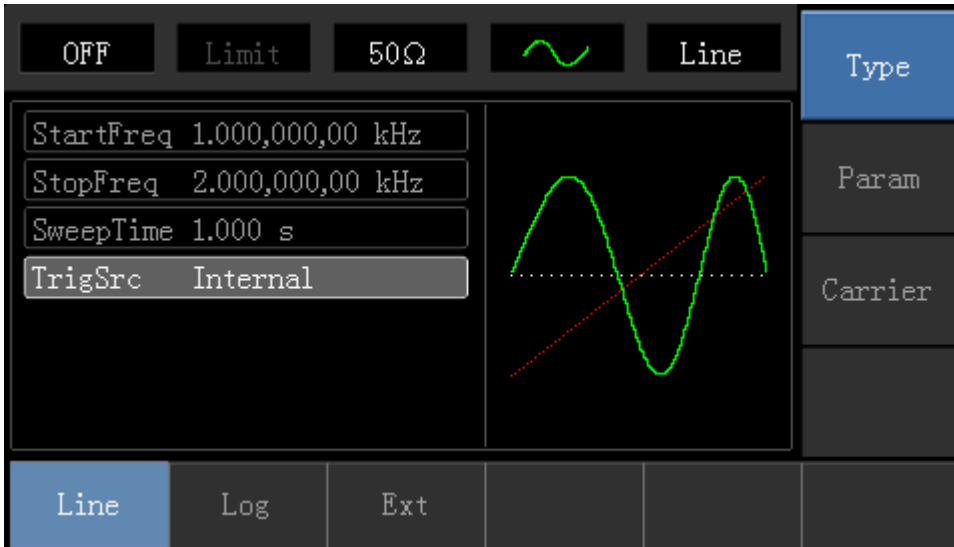 OFF Limit 50Ω Line
Type
StartFreq 1.000,000,00 kHz
StopFreq 2.000,000,00 kHz
SweepTime 1.000 s
TrigSrc Internal
Param
Carrier
Line Log Ext